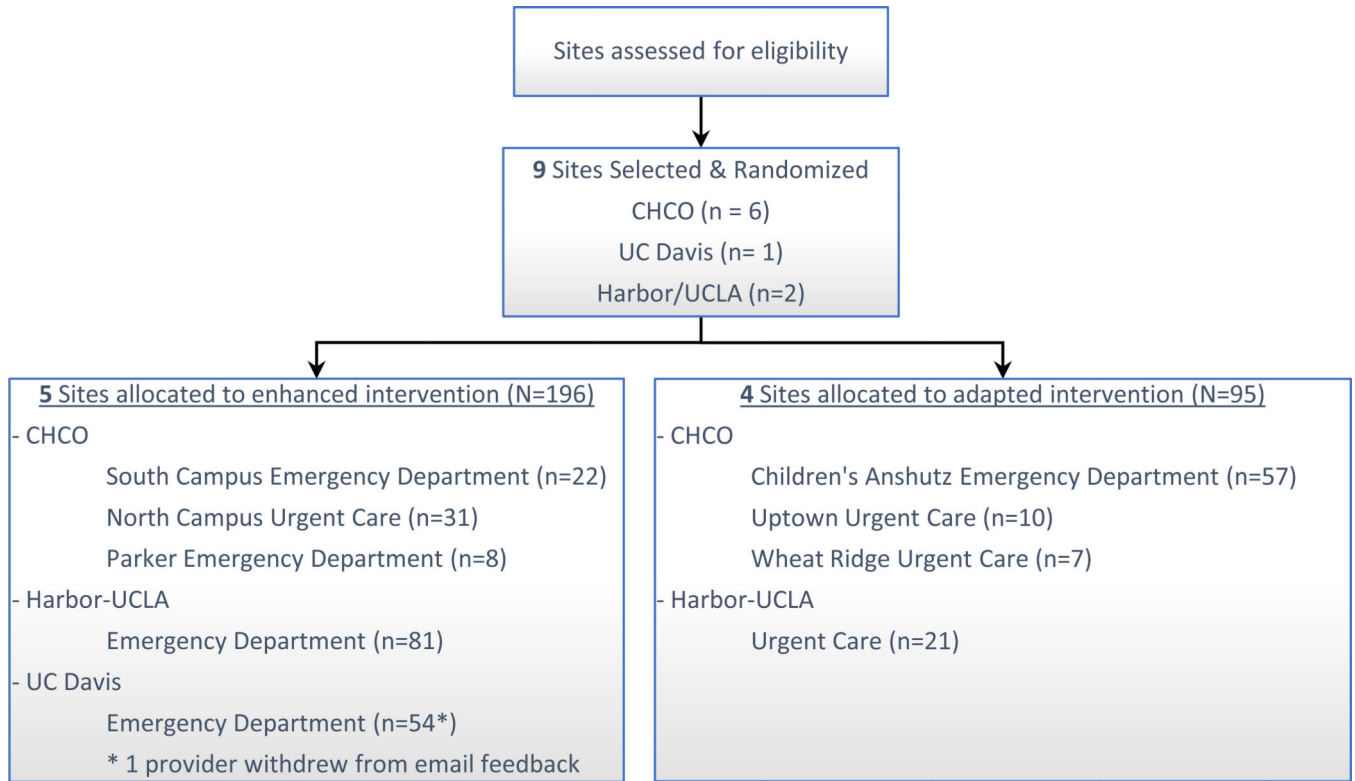 Sites assessed for eligibility
9 Sites Selected & Randomized
CHCO (n = 6)
UC Davis (n= 1)
Harbor/UCLA (n=2)
5 Sites allocated to enhanced intervention (N=196)
- CHCO
South Campus Emergency Department (n=22)
North Campus Urgent Care (n=31)
Parker Emergency Department (n=8)
- Harbor-UCLA
Emergency Department (n=81)
- UC Davis
Emergency Department (n=54*)
* 1 provider withdrew from email feedback
4 Sites allocated to adapted intervention (N=95)
- CHCO
Children's Anshutz Emergency Department (n=57)
Uptown Urgent Care (n=10)
Wheat Ridge Urgent Care (n=7)
- Harbor-UCLA
Urgent Care (n=21)